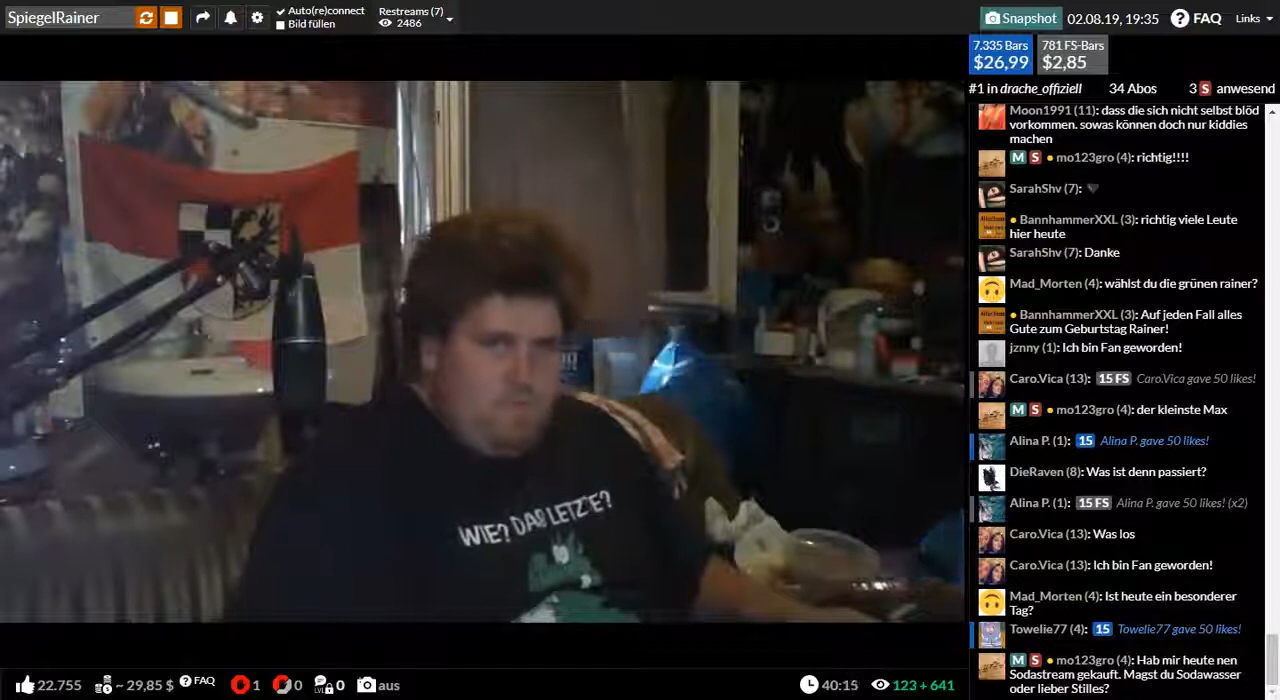 SpiegelRainer
Auto(re)connect
Bild füllen
Restreams (7)
2486
Snapshot
02.08.19, 19:35
FAQ
Links
7.335 Bars
$26,99
781 FS-Bars
$2,85
#1 in drache_offiziell
34 Abos
3 S anwesend
Moon1991 (11): dass die sich nicht selbst blöd
vorkommen. sowas können doch nur kiddies
machen
M S mo123gro (4): richtig!!!!
SarahShv (7):
BannhammerXXL (3): richtig viele Leute
hier heute
SarahShv (7): Danke
Mad_Morten (4): wählst du die grünen rainer?
BannhammerXXL (3): Auf jeden Fall alles
Gute zum Geburtstag Rainer!
jznny (1): Ich bin Fan geworden!
Caro.Vica (13): 15 FS Caro.Vica gave 50 likes!
M S mo123gro (4): der kleinste Max
Alina P. (1): 15 Alina P. gave 50 likes!
DieRaven (8): Was ist denn passiert?
Alina P. (1): 15 FS Alina P. gave 50 likes! (x2)
Caro.Vica (13): Was los
Caro.Vica (13): Ich bin Fan geworden!
Mad_Morten (4): Ist heute ein besonderer
Tag?
Towelie77 (4): 15 Towelie77 gave 50 likes!
M S mo123gro (4): Hab mir heute nen
Sodastream gekauft. Magst du Sodawasser
oder lieber Stilles?
WIE? DAS LETZTE?
22.755
~ 29,85 $
FAQ
1
0
LVL
0
aus
40:15
123 + 641